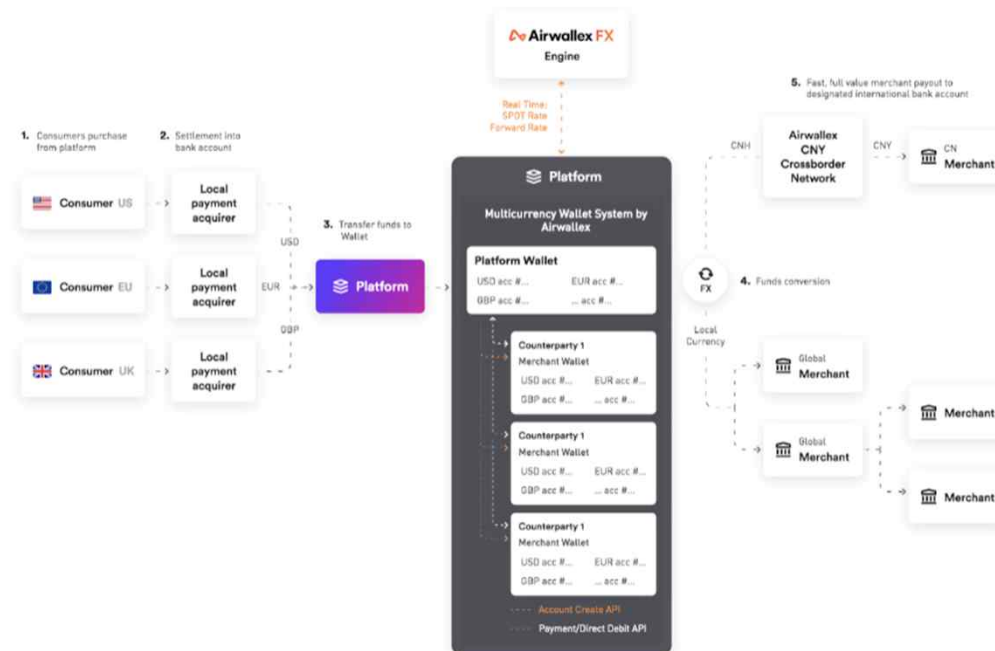 Airwallex FX
Engine
Real-Time:
SPOT Rate
Forward Rate
1. Consumers purchase
from platform
2. Settlement into
bank account
Consumer US
Local
payment
acquirer
USD
Consumer EU
Local
payment
acquirer
EUR
Consumer UK
Local
payment
acquirer
GBP
3. Transfer funds to
Wallet
Platform
Platform
Multicurrency Wallet System by
Airwallex
Platform Wallet
USD acc #... EUR acc #...
GBP acc #... ... acc #...
Counterparty 1
Merchant Wallet
USD acc #... EUR acc #...
GBP acc #... ... acc #...
Counterparty 1
Merchant Wallet
USD acc #... EUR acc #...
GBP acc #... ... acc #...
Counterparty 1
Merchant Wallet
USD acc #... EUR acc #...
GBP acc #... ... acc #...
Account Create API
Payment/Direct Debit API
5. Fast, full value merchant payout to
designated international bank account
CNH
Airwallex
CNY
Crossborder
Network
CNY
CN
Merchant
FX
4. Funds conversion
Local
Currency
Global
Merchant
Global
Merchant
Merchant
Merchant